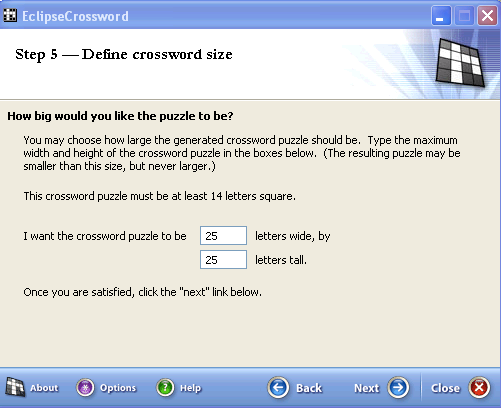 EclipseCrossword
Step 5 — Define crossword size
How big would you like the puzzle to be?
You may choose how large the generated crossword puzzle should be. Type the maximum
width and height of the crossword puzzle in the boxes below. (The resulting puzzle may be
smaller than this size, but never larger.)
This crossword puzzle must be at least 14 letters square.
I want the crossword puzzle to be 25 letters wide, by
25 letters tall.
Once you are satisfied, click the "next" link below.
About Options Help Back Next Close